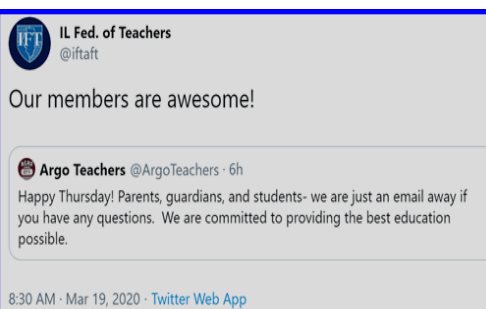 IFT
IL Fed. of Teachers
@iftaft
Our members are awesome!
Argo Teachers @ArgoTeachers · 6h
Happy Thursday! Parents, guardians, and students- we are just an email away if
you have any questions.  We are committed to providing the best education
possible.
8:30 AM · Mar 19, 2020 · Twitter Web App